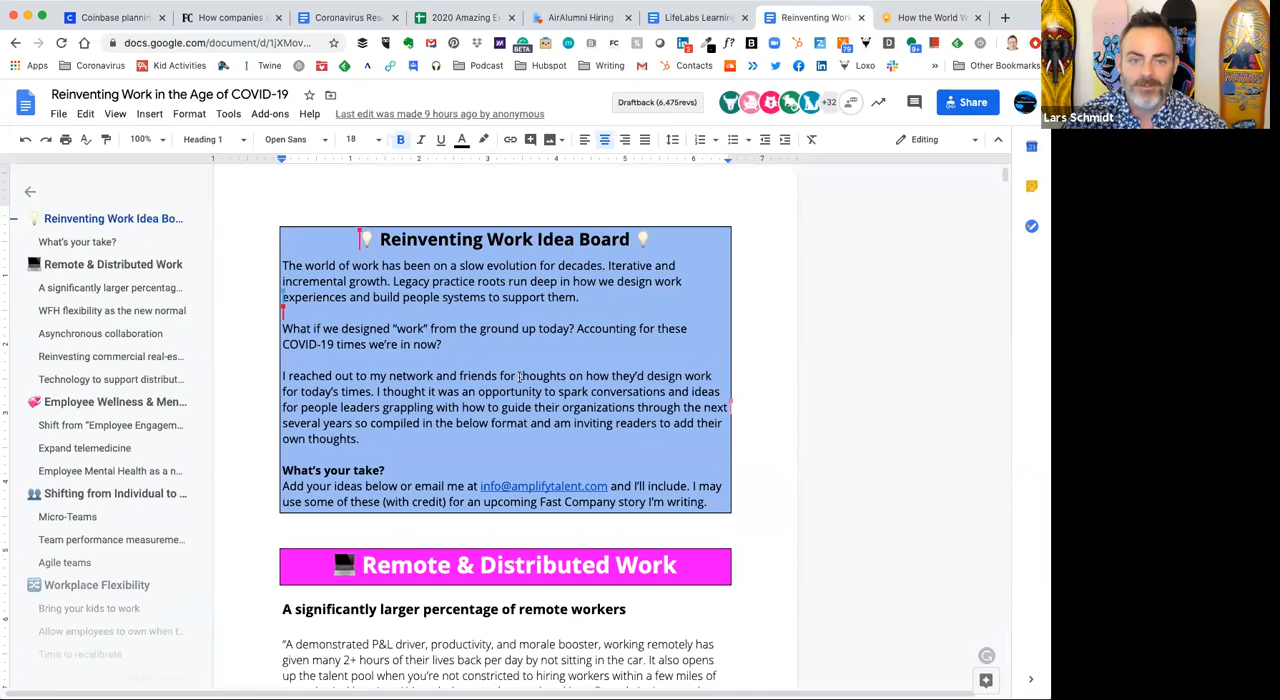 Coinbase plannin
How companies
Coronavirus Res
2020 Amazing Ex
AirAlumni Hiring
LifeLabs Learning
Reinventing Work
How the World W
docs.google.com/document/d/1jXMov...
Apps
Coronavirus
Kid Activities
Twine
Podcast
Hubspot
Writing
Contacts
Loxo
Other Bookmarks
Reinventing Work in the Age of COVID-19
File Edit View Insert Format Tools Add-ons Help
Last edit was made 9 hours ago by anonymous
Draftback (6,475revs)
+32
Share
Lars Schmidt
100% Heading 1 Open Sans 18 B I U A Editing
1 1 2 3 4 5 6 7
Reinventing Work Idea Bo...
What's your take?
Remote & Distributed Work
A significantly larger percentag...
WFH flexibility as the new normal
Asynchronous collaboration
Reinventing commercial real-es...
Technology to support distribut...
Employee Wellness & Men...
Shift from "Employee Engagem...
Expand telemedicine
Employee Mental Health as a n...
Shifting from Individual to ...
Micro-Teams
Team performance measureme...
Agile teams
Workplace Flexibility
Bring your kids to work
Allow employees to own when t...
Time to recalibrate
Reinventing Work Idea Board
The world of work has been on a slow evolution for decades. Iterative and
incremental growth. Legacy practice roots run deep in how we design work
experiences and build people systems to support them.
What if we designed “work” from the ground up today? Accounting for these
COVID-19 times we’re in now?
I reached out to my network and friends for thoughts on how they’d design work
for today’s times. I thought it was an opportunity to spark conversations and ideas
for people leaders grappling with how to guide their organizations through the next
several years so compiled in the below format and am inviting readers to add their
own thoughts.
What’s your take?
Add your ideas below or email me at info@amplifytalent.com and I’ll include. I may
use some of these (with credit) for an upcoming Fast Company story I’m writing.
Remote & Distributed Work
A significantly larger percentage of remote workers
“A demonstrated P&L driver, productivity, and morale booster, working remotely has
given many 2+ hours of their lives back per day by not sitting in the car. It also opens
up the talent pool when you’re not constricted to hiring workers within a few miles of